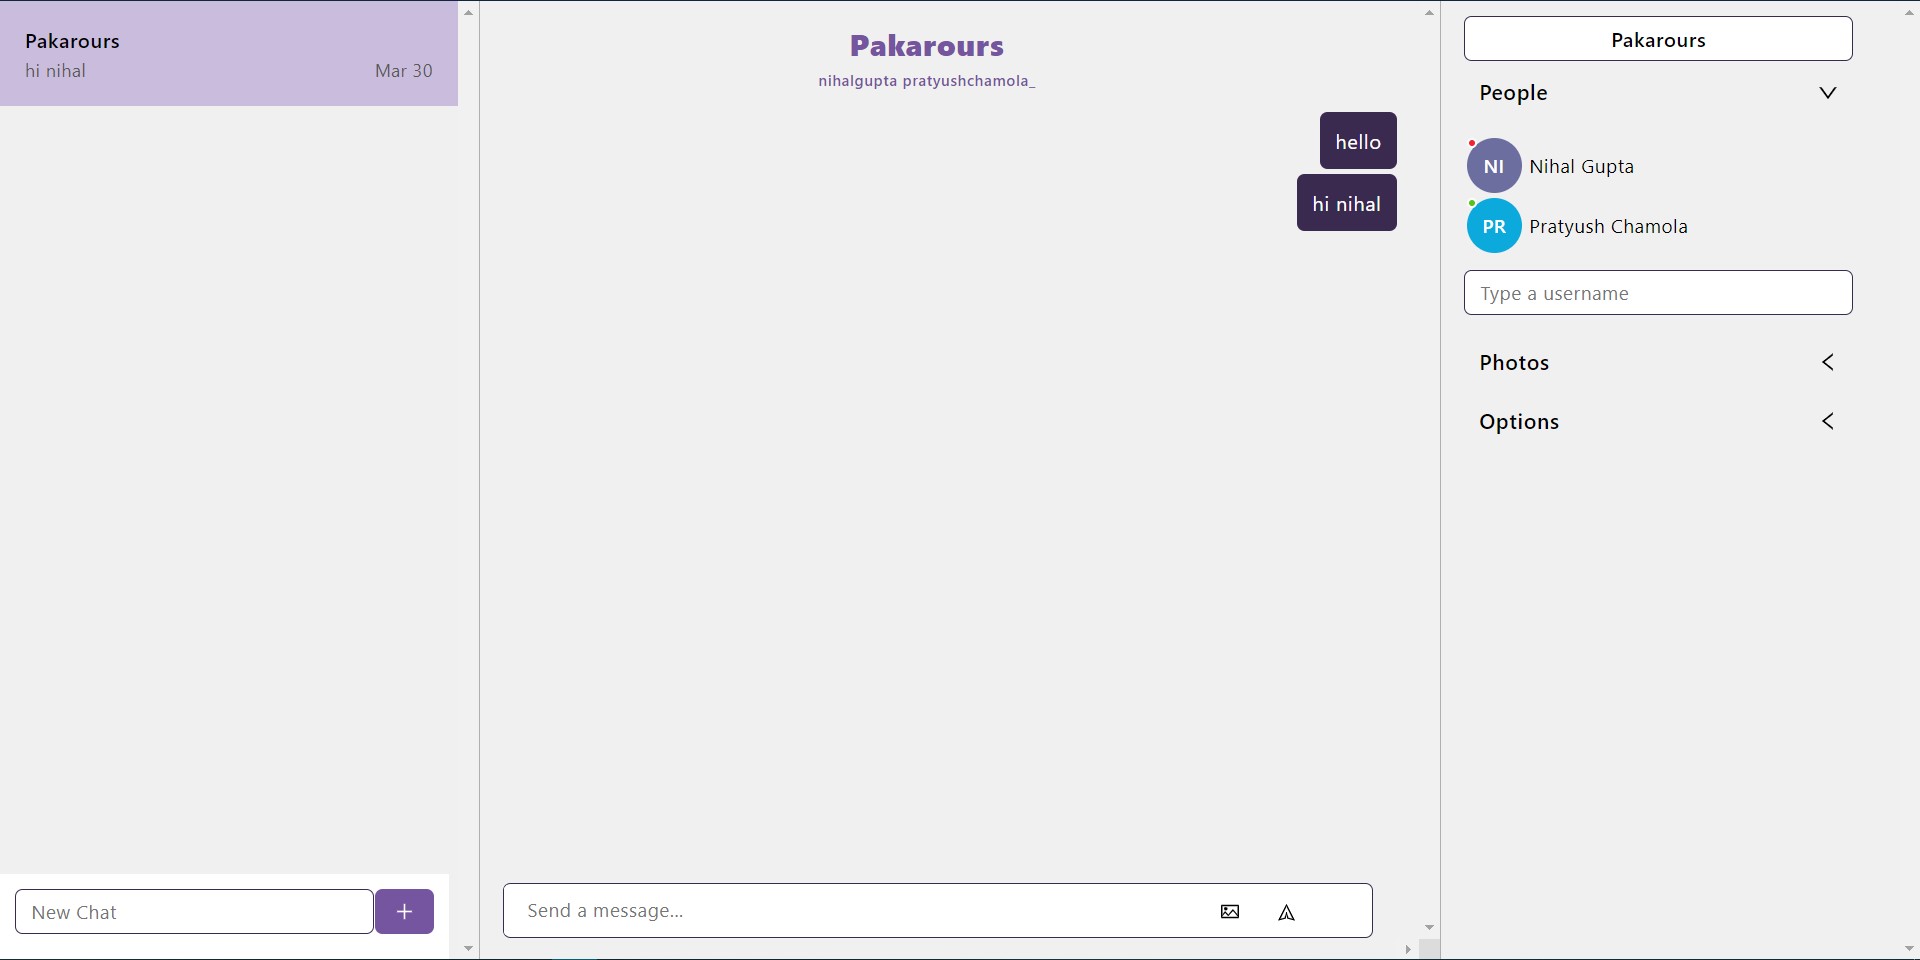 Pakarours
hi nihal
Mar 30
New Chat
+
Pakarours
nihalgupta pratyushchamola_
hello
hi nihal
Send a message...
Pakarours
People
NI
Nihal Gupta
PR
Pratyush Chamola
Type a username
Photos
Options